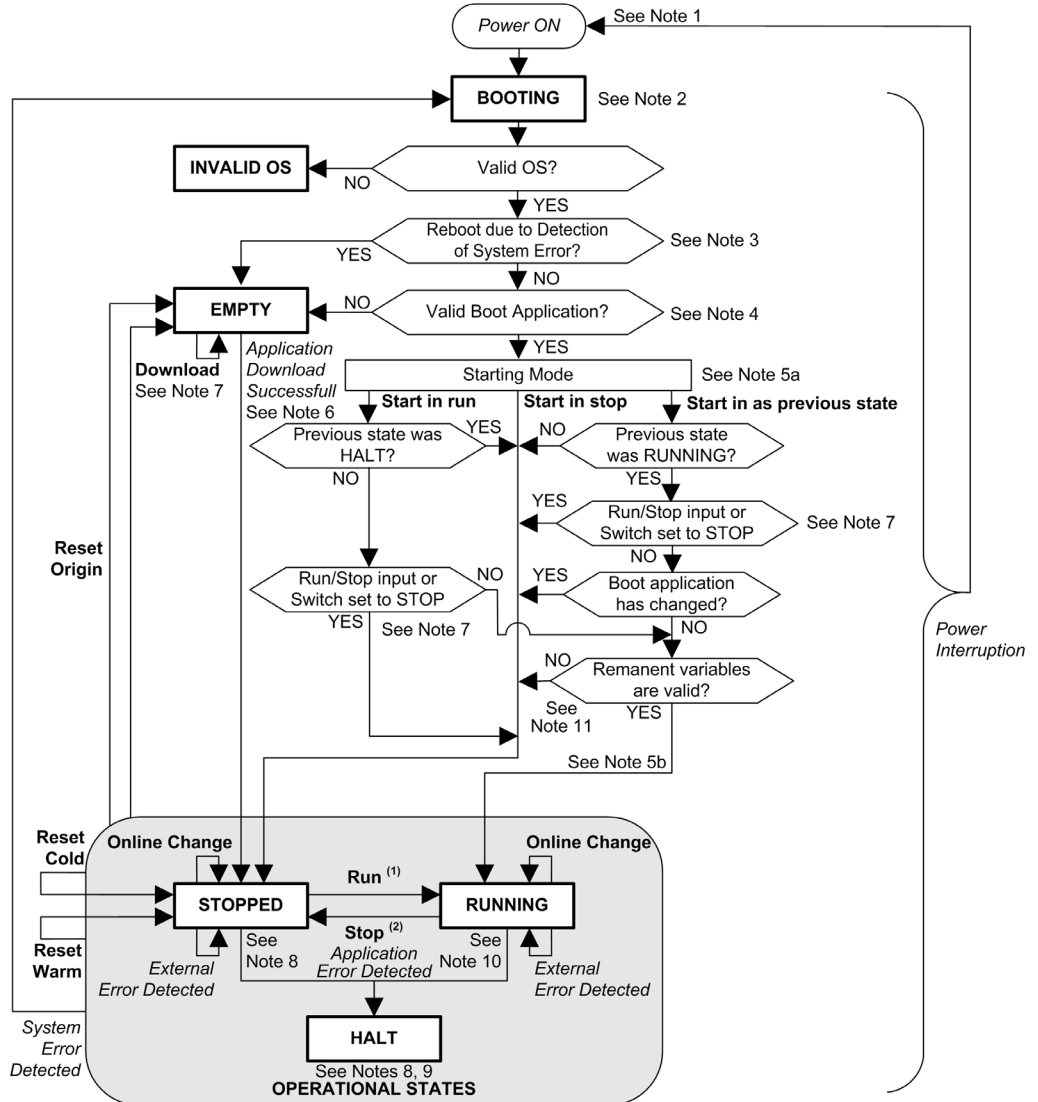 Power ON
See Note 1
BOOTING
See Note 2
INVALID OS
NO
Valid OS?
YES
YES
Reboot due to Detection
of System Error?
See Note 3
NO
EMPTY
NO
Valid Boot Application?
See Note 4
YES
Download
See Note 7
Application
Download
Successfull
See Note 6
Starting Mode
See Note 5a
Start in run
Start in stop
Start in as previous state
Previous state was
HALT?
YES
NO
NO
Previous state
was RUNNING?
YES
YES
Run/Stop input or
Switch set to STOP
See Note 7
NO
Reset
Origin
Run/Stop input or
Switch set to STOP
NO
YES
See Note 7
YES
Boot application
has changed?
NO
Power
Interruption
NO
Remanent variables
are valid?
YES
See
Note 11
See Note 5b
Reset
Cold
Online Change
Online Change
Run (1)
STOPPED
RUNNING
Reset
Warm
Stop (2)
Application
Error Detected
See
Note 8
See
Note 10
External
Error Detected
External
Error Detected
System
Error
Detected
HALT
See Notes 8, 9
OPERATIONAL STATES